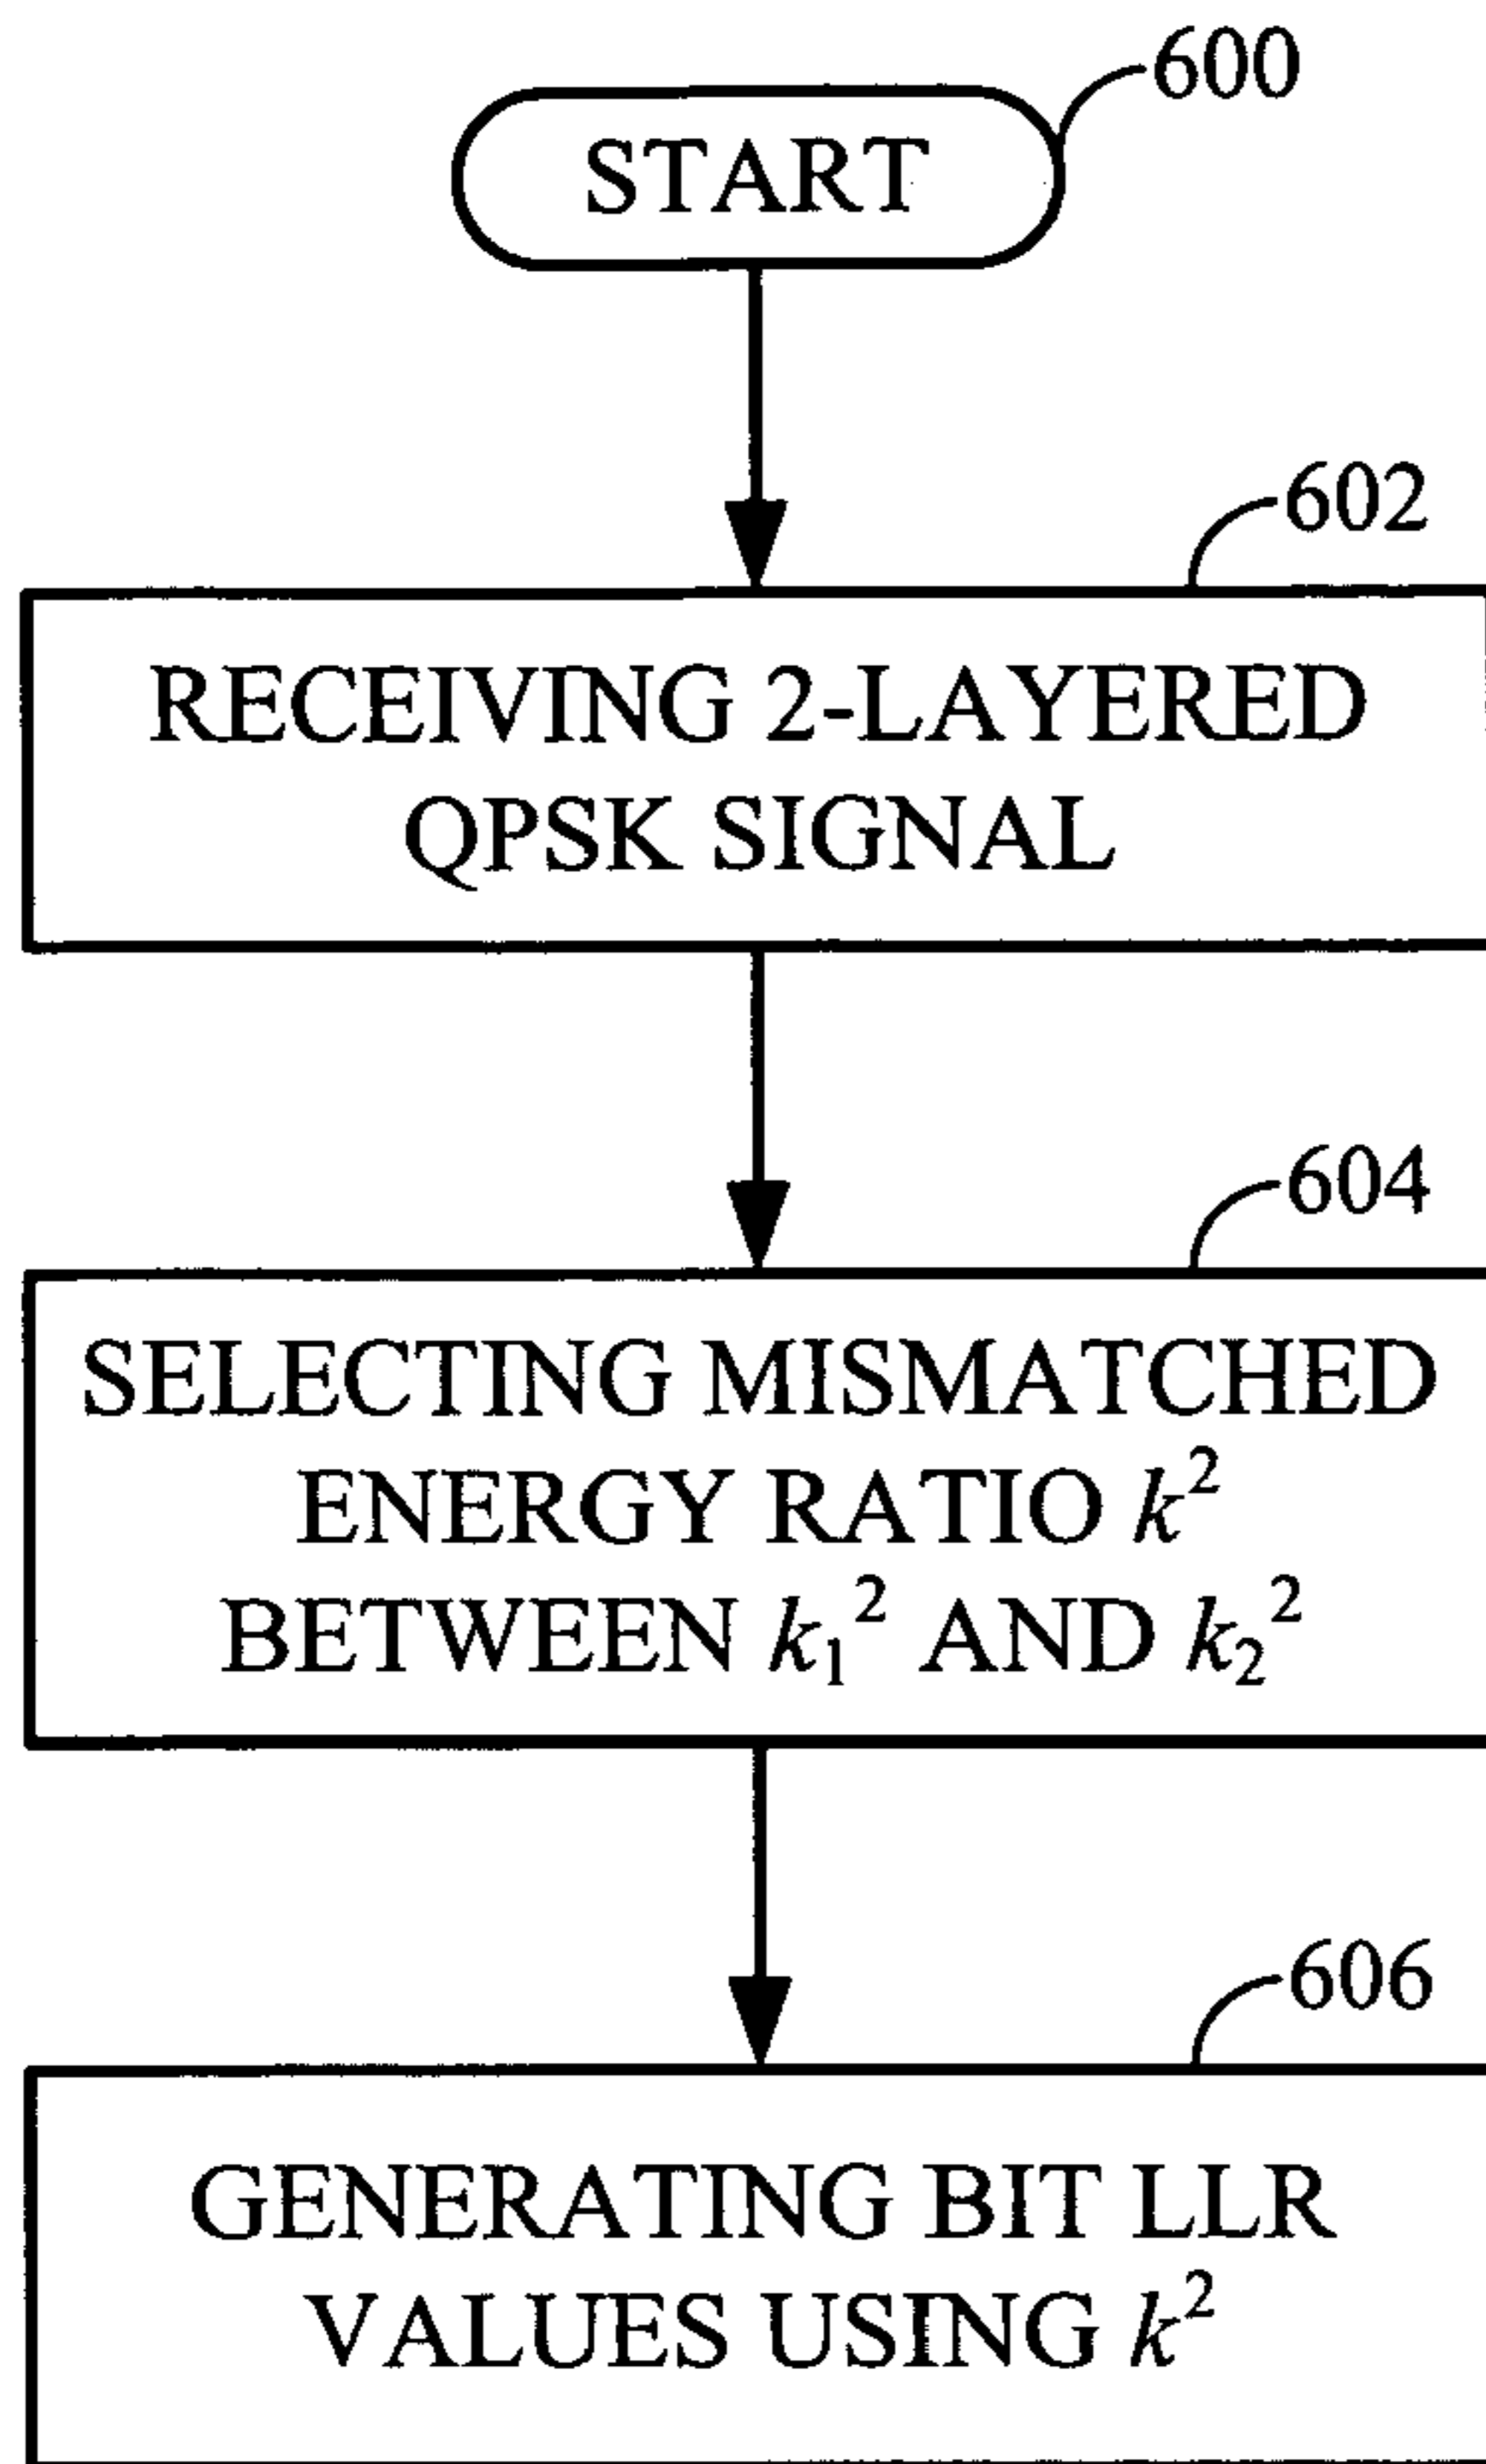 600
START
602
RECEIVING 2-LAYERED
QPSK SIGNAL
604
SELECTING MISMATCHED
ENERGY RATIO k²
BETWEEN k₁² AND k₂²
606
GENERATING BIT LLR
VALUES USING k²